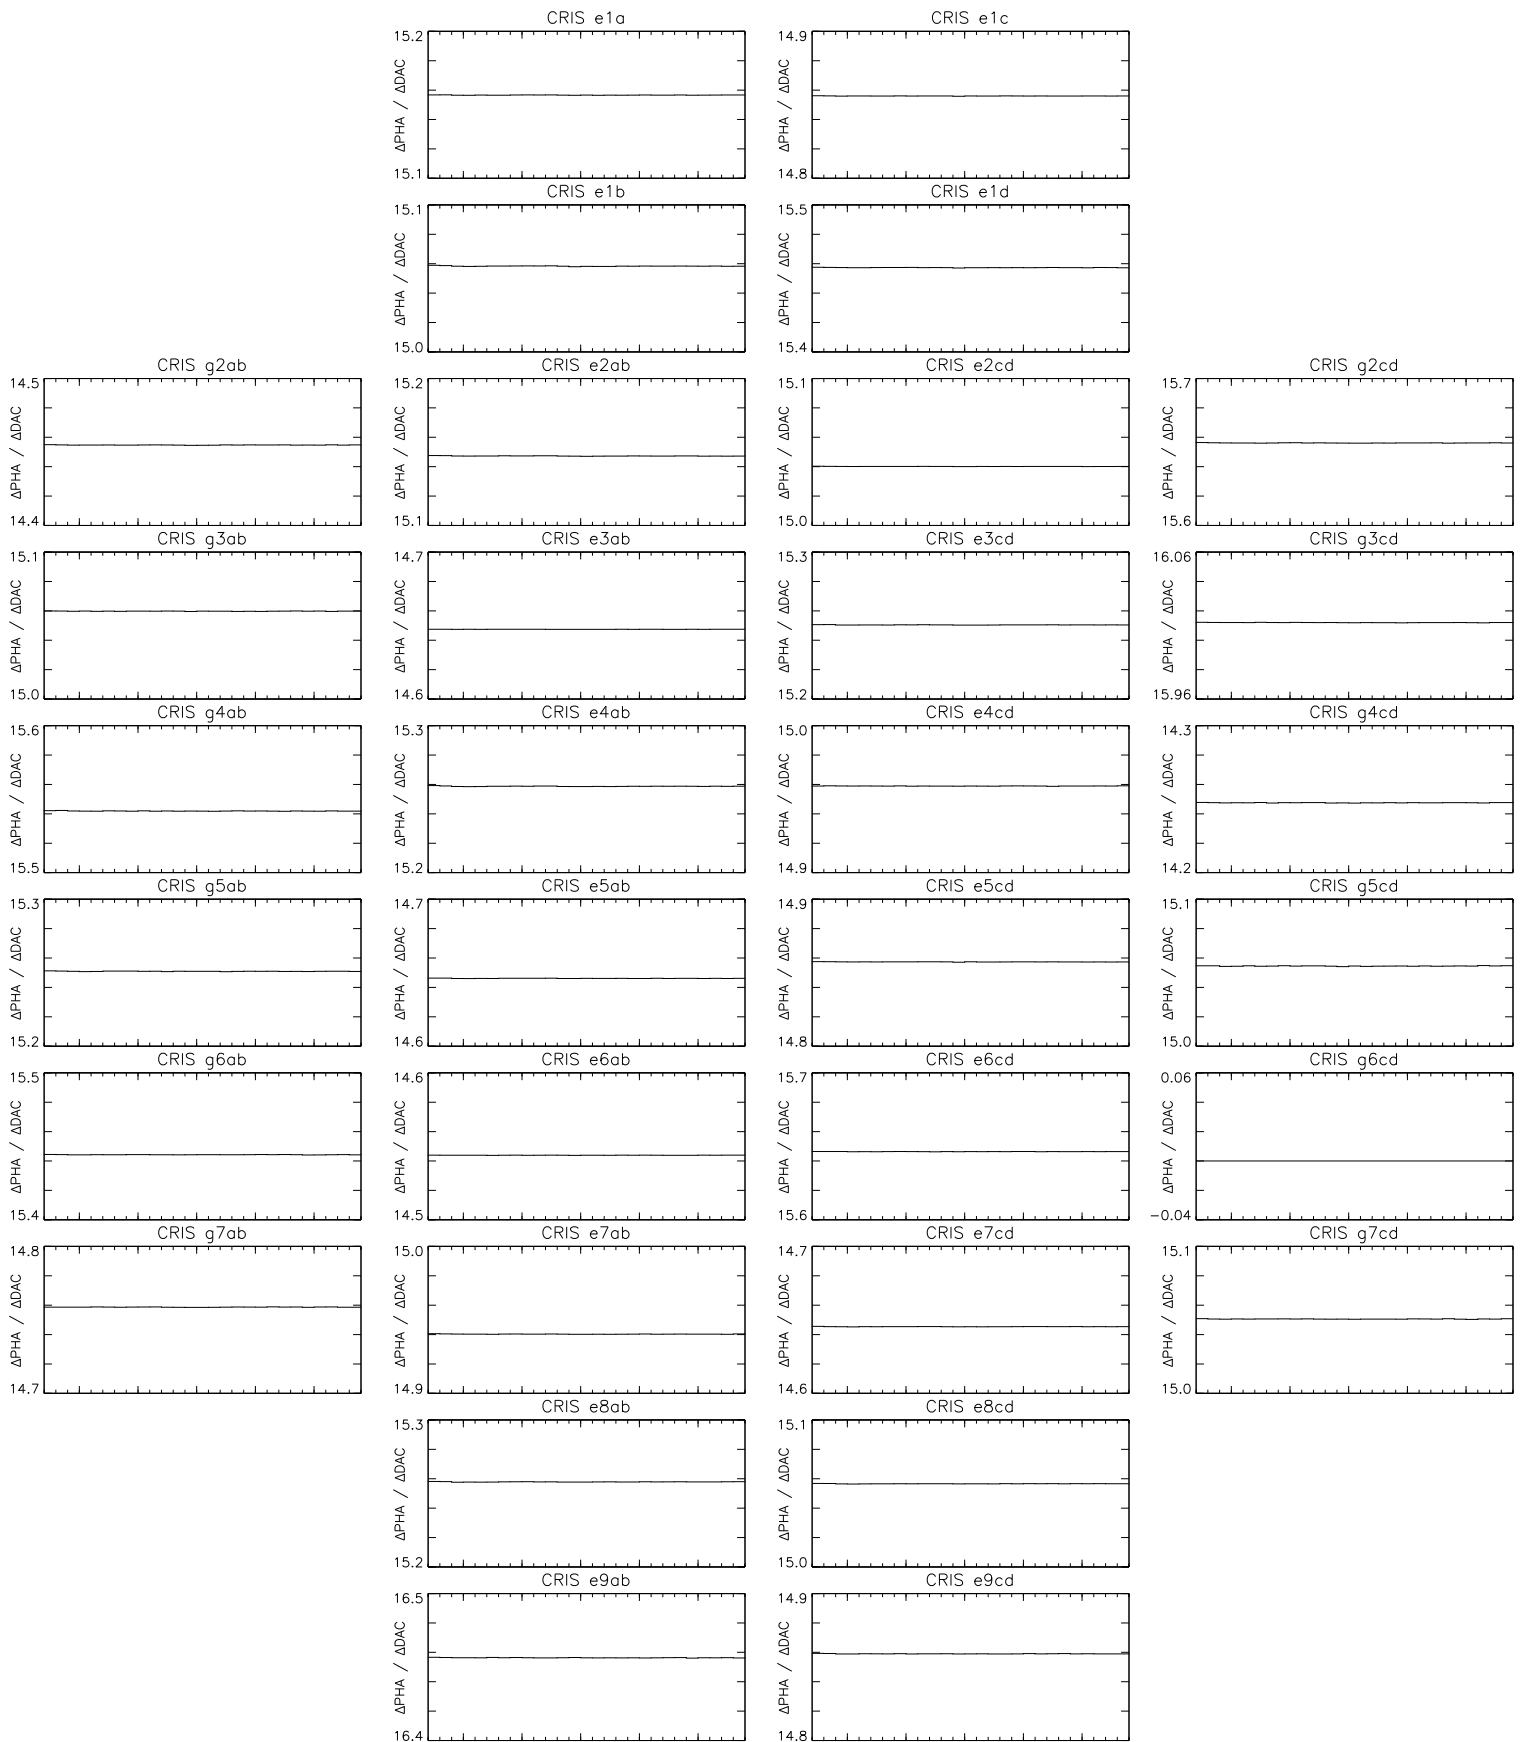 CRIS e1a
15.2
ΔPHA / ΔDAC
15.1
CRIS e1c
14.9
ΔPHA / ΔDAC
14.8
CRIS e1b
15.1
ΔPHA / ΔDAC
15.0
CRIS e1d
15.5
ΔPHA / ΔDAC
15.4
CRIS g2ab
14.5
ΔPHA / ΔDAC
14.4
CRIS e2ab
15.2
ΔPHA / ΔDAC
15.1
CRIS e2cd
15.1
ΔPHA / ΔDAC
15.0
CRIS g2cd
15.7
ΔPHA / ΔDAC
15.6
CRIS g3ab
15.1
ΔPHA / ΔDAC
15.0
CRIS e3ab
14.7
ΔPHA / ΔDAC
14.6
CRIS e3cd
15.3
ΔPHA / ΔDAC
15.2
CRIS g3cd
16.06
ΔPHA / ΔDAC
15.96
CRIS g4ab
15.6
ΔPHA / ΔDAC
15.5
CRIS e4ab
15.3
ΔPHA / ΔDAC
15.2
CRIS e4cd
15.0
ΔPHA / ΔDAC
14.9
CRIS g4cd
14.3
ΔPHA / ΔDAC
14.2
CRIS g5ab
15.3
ΔPHA / ΔDAC
15.2
CRIS e5ab
14.7
ΔPHA / ΔDAC
14.6
CRIS e5cd
14.9
ΔPHA / ΔDAC
14.8
CRIS g5cd
15.1
ΔPHA / ΔDAC
15.0
CRIS g6ab
15.5
ΔPHA / ΔDAC
15.4
CRIS e6ab
14.6
ΔPHA / ΔDAC
14.5
CRIS e6cd
15.7
ΔPHA / ΔDAC
15.6
CRIS g6cd
0.06
ΔPHA / ΔDAC
−0.04
CRIS g7ab
14.8
ΔPHA / ΔDAC
14.7
CRIS e7ab
15.0
ΔPHA / ΔDAC
14.9
CRIS e7cd
14.7
ΔPHA / ΔDAC
14.6
CRIS g7cd
15.1
ΔPHA / ΔDAC
15.0
CRIS e8ab
15.3
ΔPHA / ΔDAC
15.2
CRIS e8cd
15.1
ΔPHA / ΔDAC
15.0
CRIS e9ab
16.5
ΔPHA / ΔDAC
16.4
CRIS e9cd
14.9
ΔPHA / ΔDAC
14.8